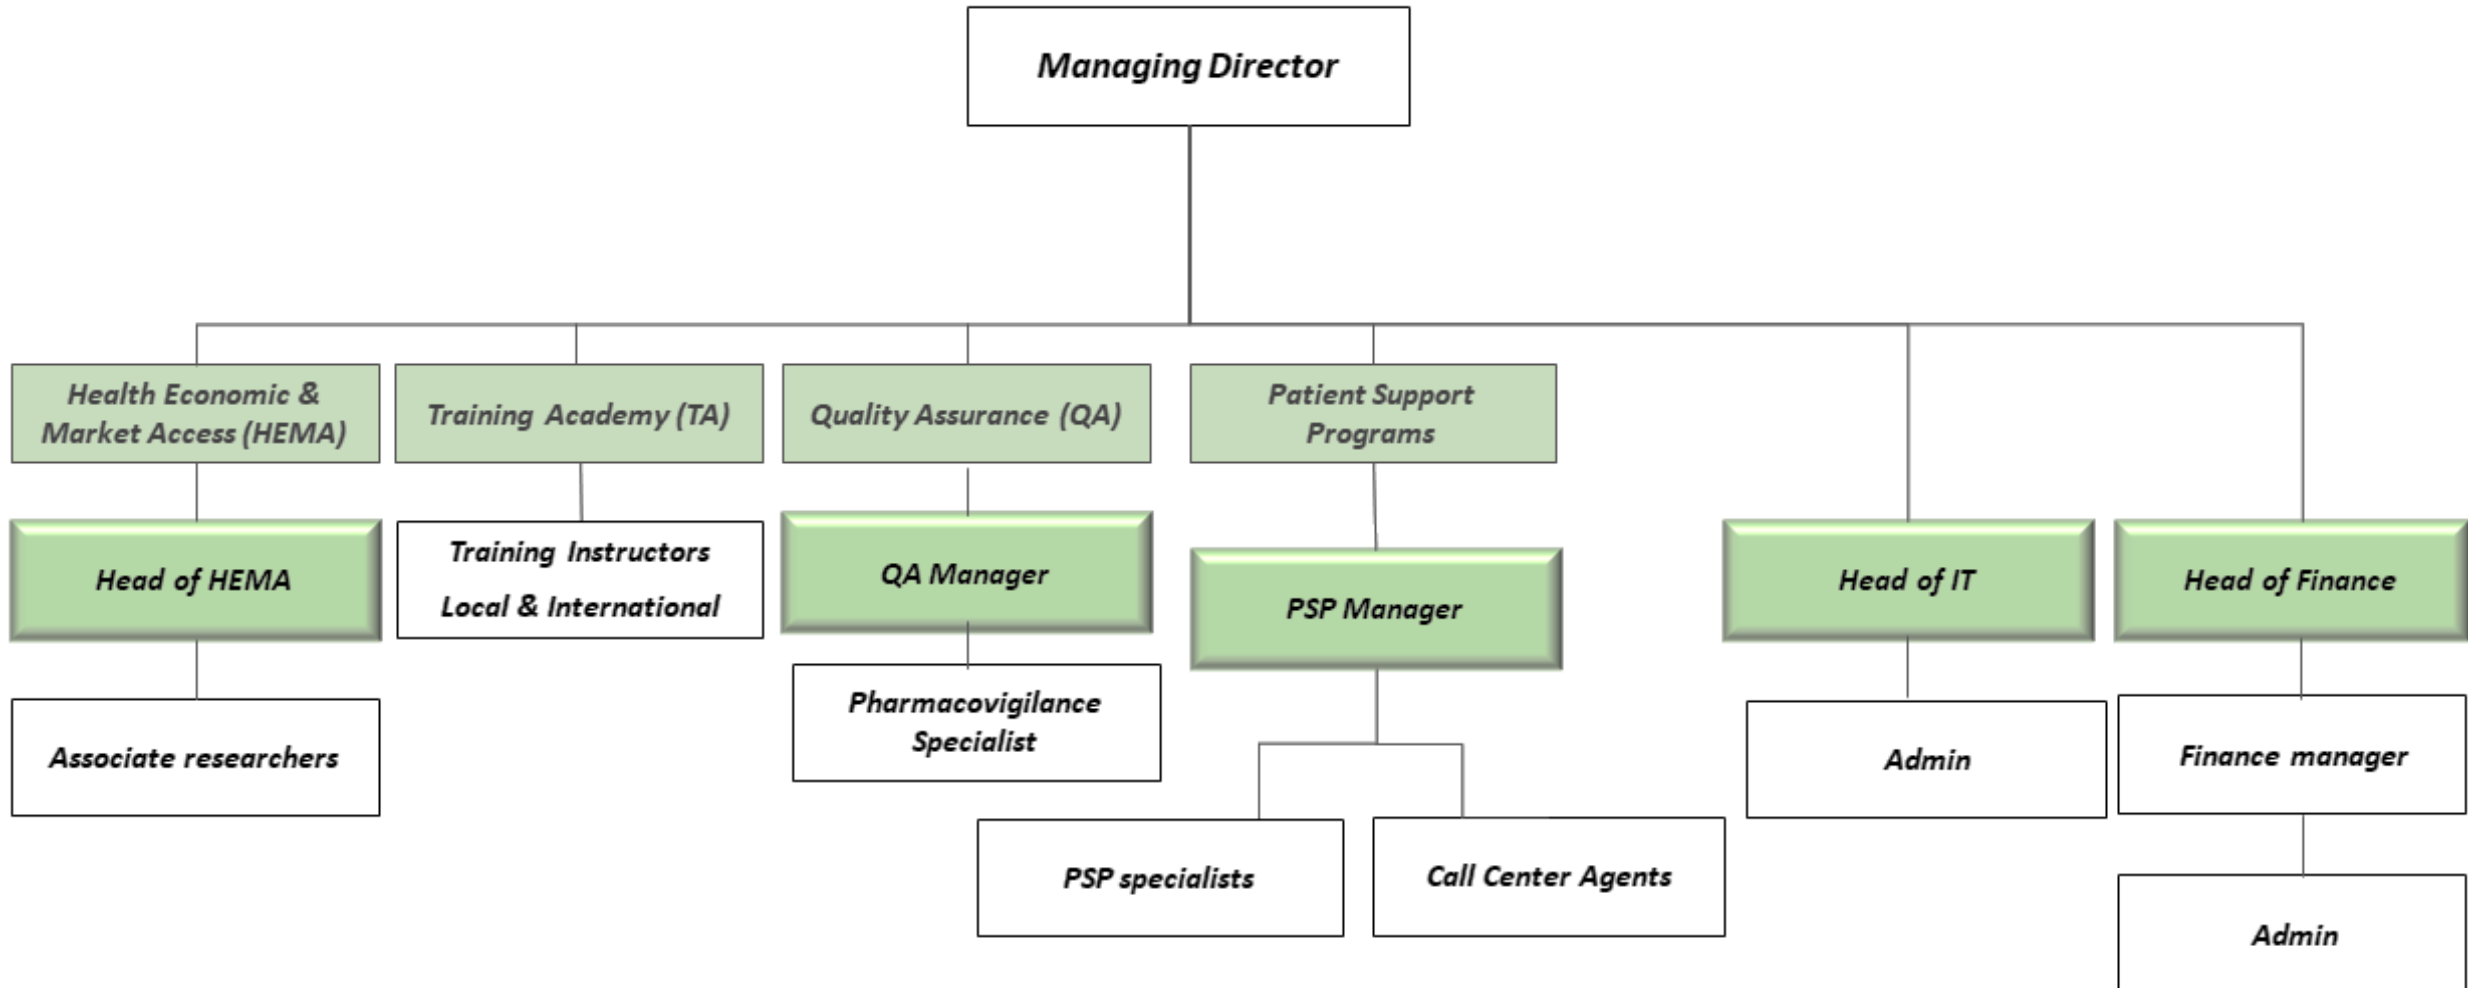 Managing Director
Health Economic &
Market Access (HEMA)
Training Academy (TA)
Quality Assurance (QA)
Patient Support
Programs
Head of HEMA
Training Instructors
Local & International
QA Manager
PSP Manager
Head of IT
Head of Finance
Associate researchers
Pharmacovigilance
Specialist
Admin
Finance manager
PSP specialists
Call Center Agents
Admin